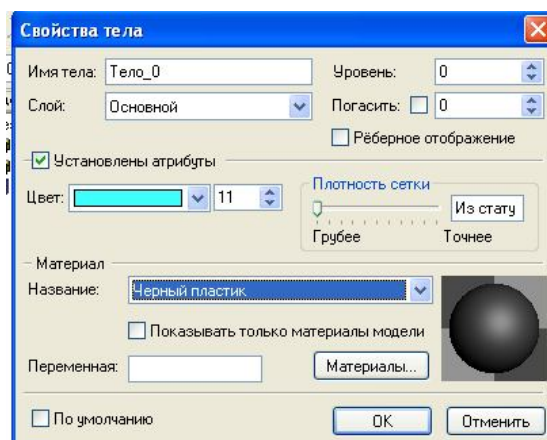 Свойства тела
Имя тела: Тело_0 Уровень: 0
Слой: Основной Погасить: 0
Рёберное отображение
Установлены атрибуты
Цвет: 11 Плотность сетки
Из стату
Грубее Точнее
Материал
Название: Черный пластик
Показывать только материалы модели
Переменная: Материалы...
По умолчанию OK Отменить